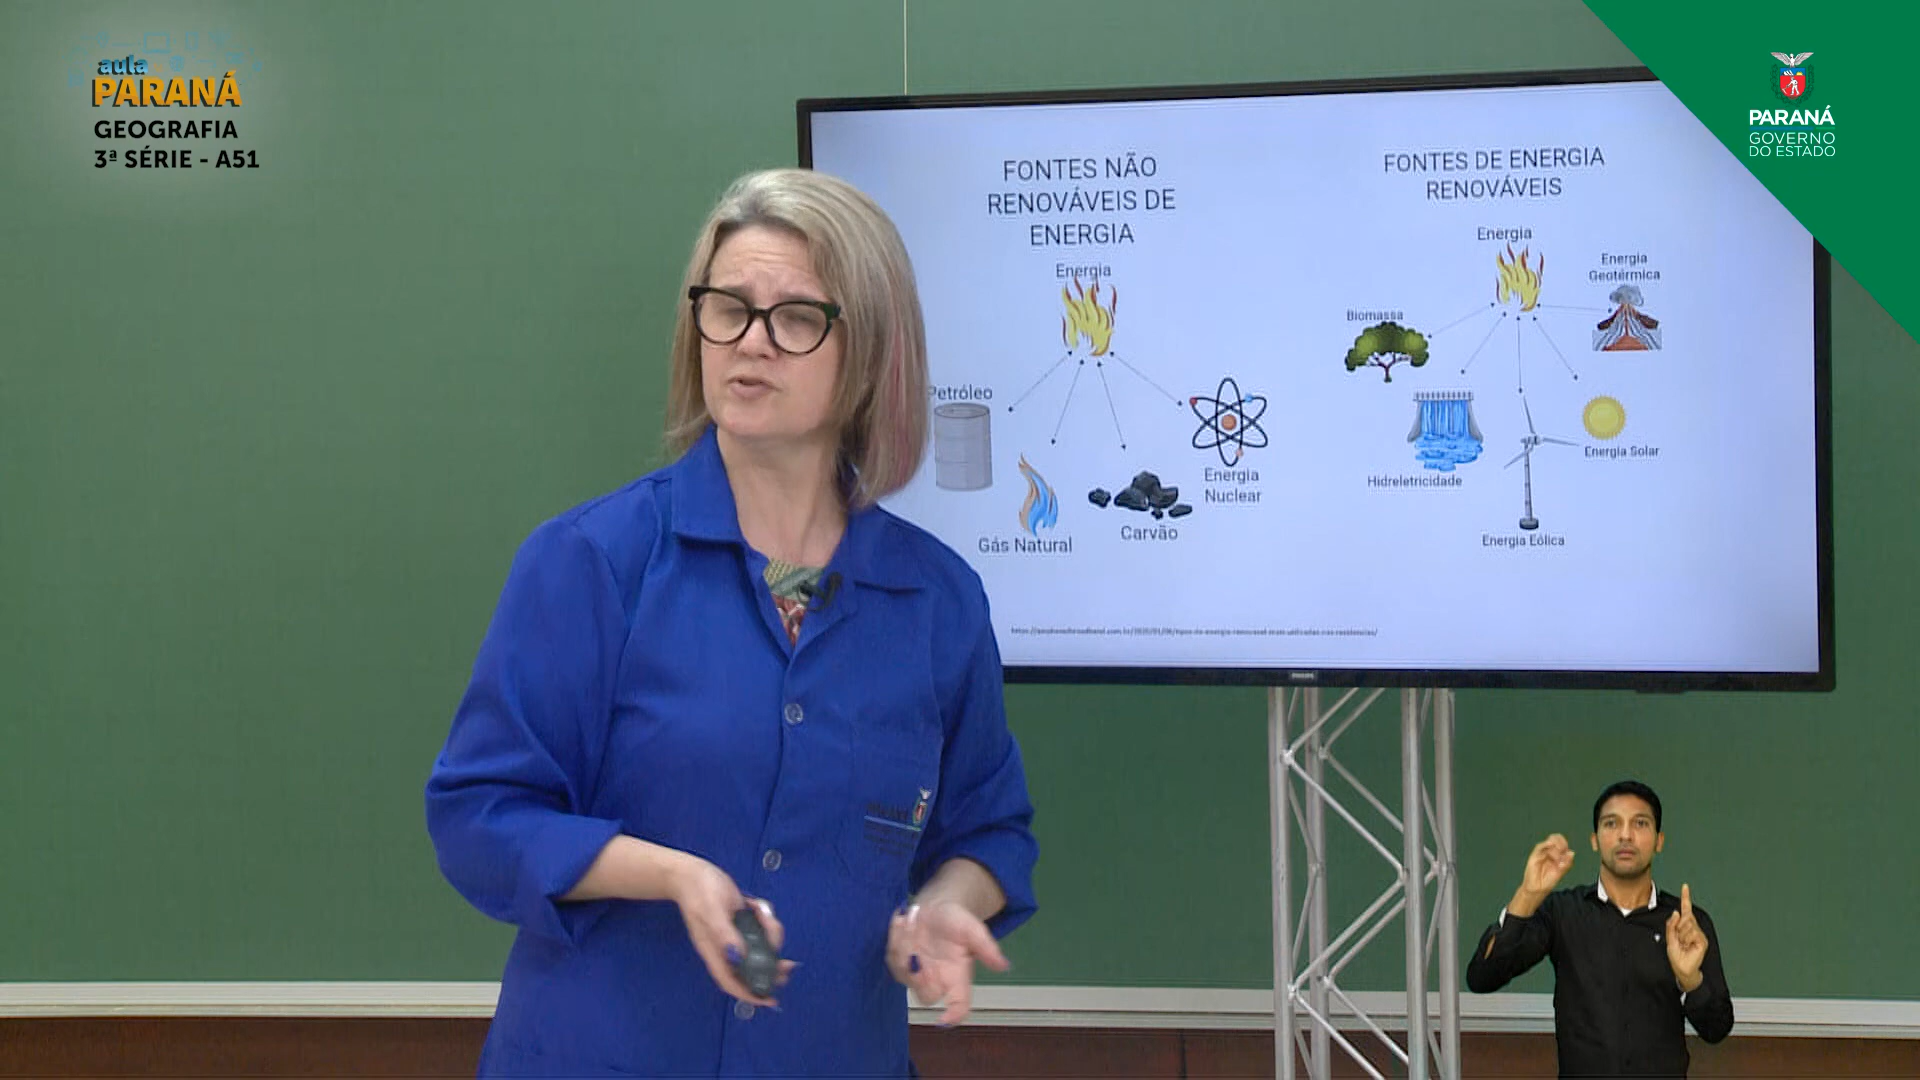 aula
PARANÁ
GEOGRAFIA
3ª SÉRIE - A51
PARANÁ
GOVERNO
DO ESTADO
FONTES NÃO
RENOVÁVEIS DE
ENERGIA
Energia
Petróleo
Gás Natural
Carvão
Energia
Nuclear
FONTES DE ENERGIA
RENOVÁVEIS
Energia
Energia
Geotérmica
Biomassa
Hidreletricidade
Energia Solar
Energia Eólica
PHILIPS